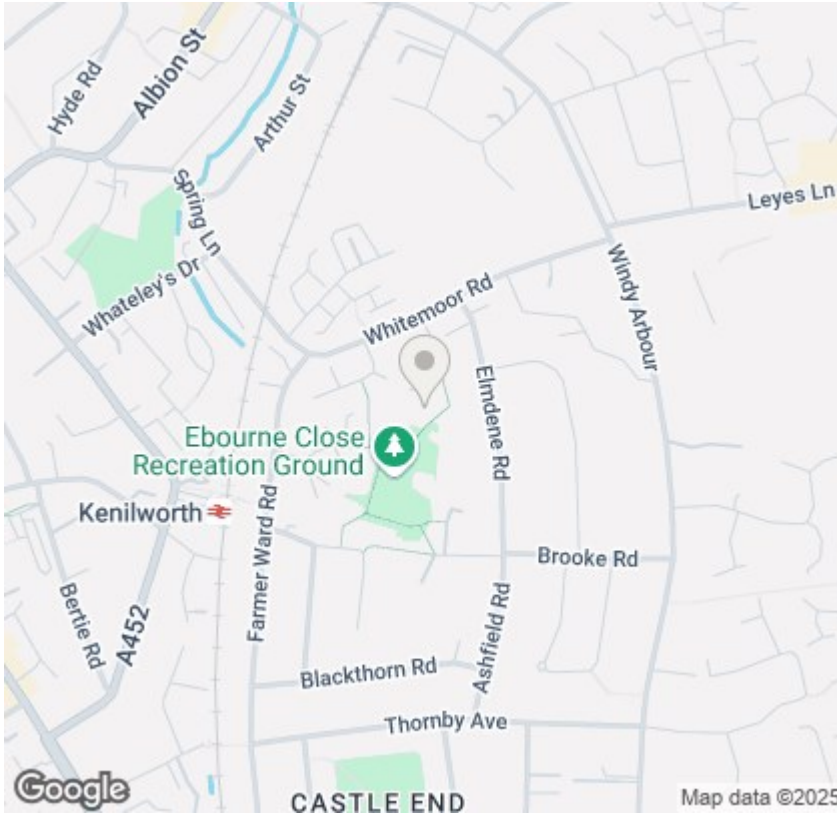 Hyde Rd
Albion St
Arthur St
Spring Ln
Whateley's Dr
Leyes Ln
Windy Arbour
Whitemoor Rd
Elmdene Rd
Ebourne Close
Recreation Ground
Kenilworth
Farmer Ward Rd
Brooke Rd
Bertie Rd
A452
Ashfield Rd
Blackthorn Rd
Thornby Ave
CASTLE END
Google
Map data ©2025